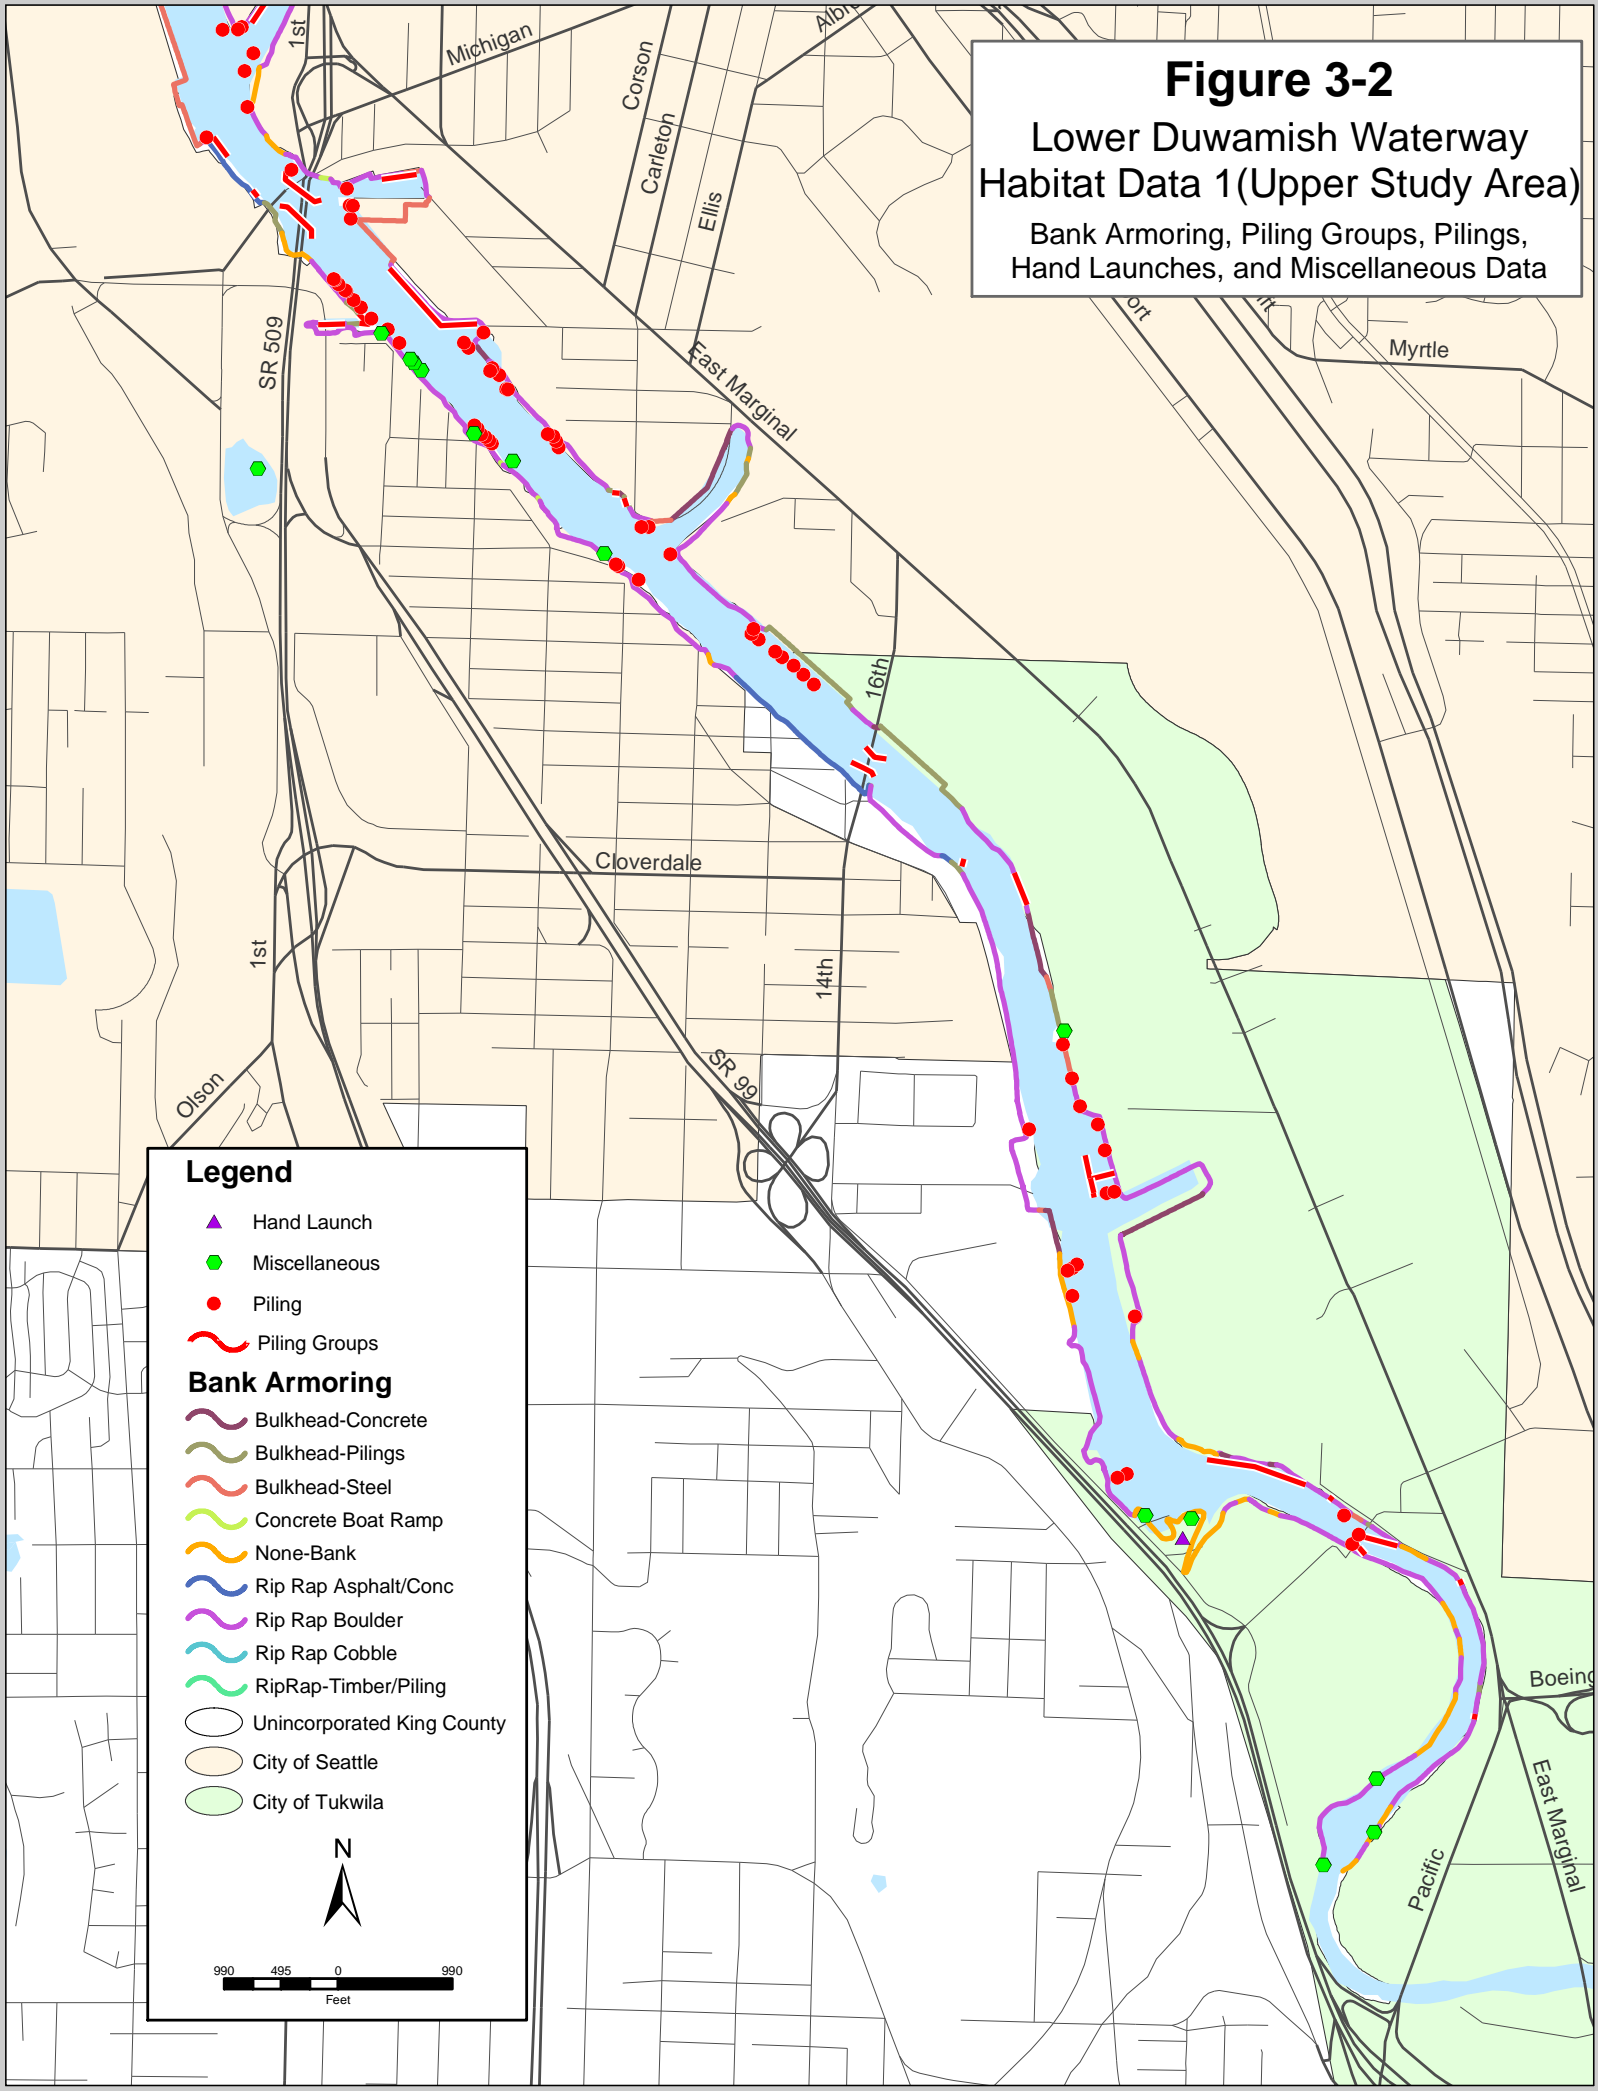 1st
Michigan
Corson
Carleton
Ellis
Figure 3-2
Lower Duwamish Waterway
Habitat Data 1(Upper Study Area)
Bank Armoring, Piling Groups, Pilings,
Hand Launches, and Miscellaneous Data
Myrtle
SR 509
East Marginal
16th
Cloverdale
1st
14th
SR 99
Olson
Legend
Hand Launch
Miscellaneous
Piling
Piling Groups
Bank Armoring
Bulkhead-Concrete
Bulkhead-Pilings
Bulkhead-Steel
Concrete Boat Ramp
None-Bank
Rip Rap Asphalt/Conc
Rip Rap Boulder
Rip Rap Cobble
RipRap-Timber/Piling
Unincorporated King County
City of Seattle
City of Tukwila
N
990 495 0 990
Feet
Boeing
East Marginal
Pacific